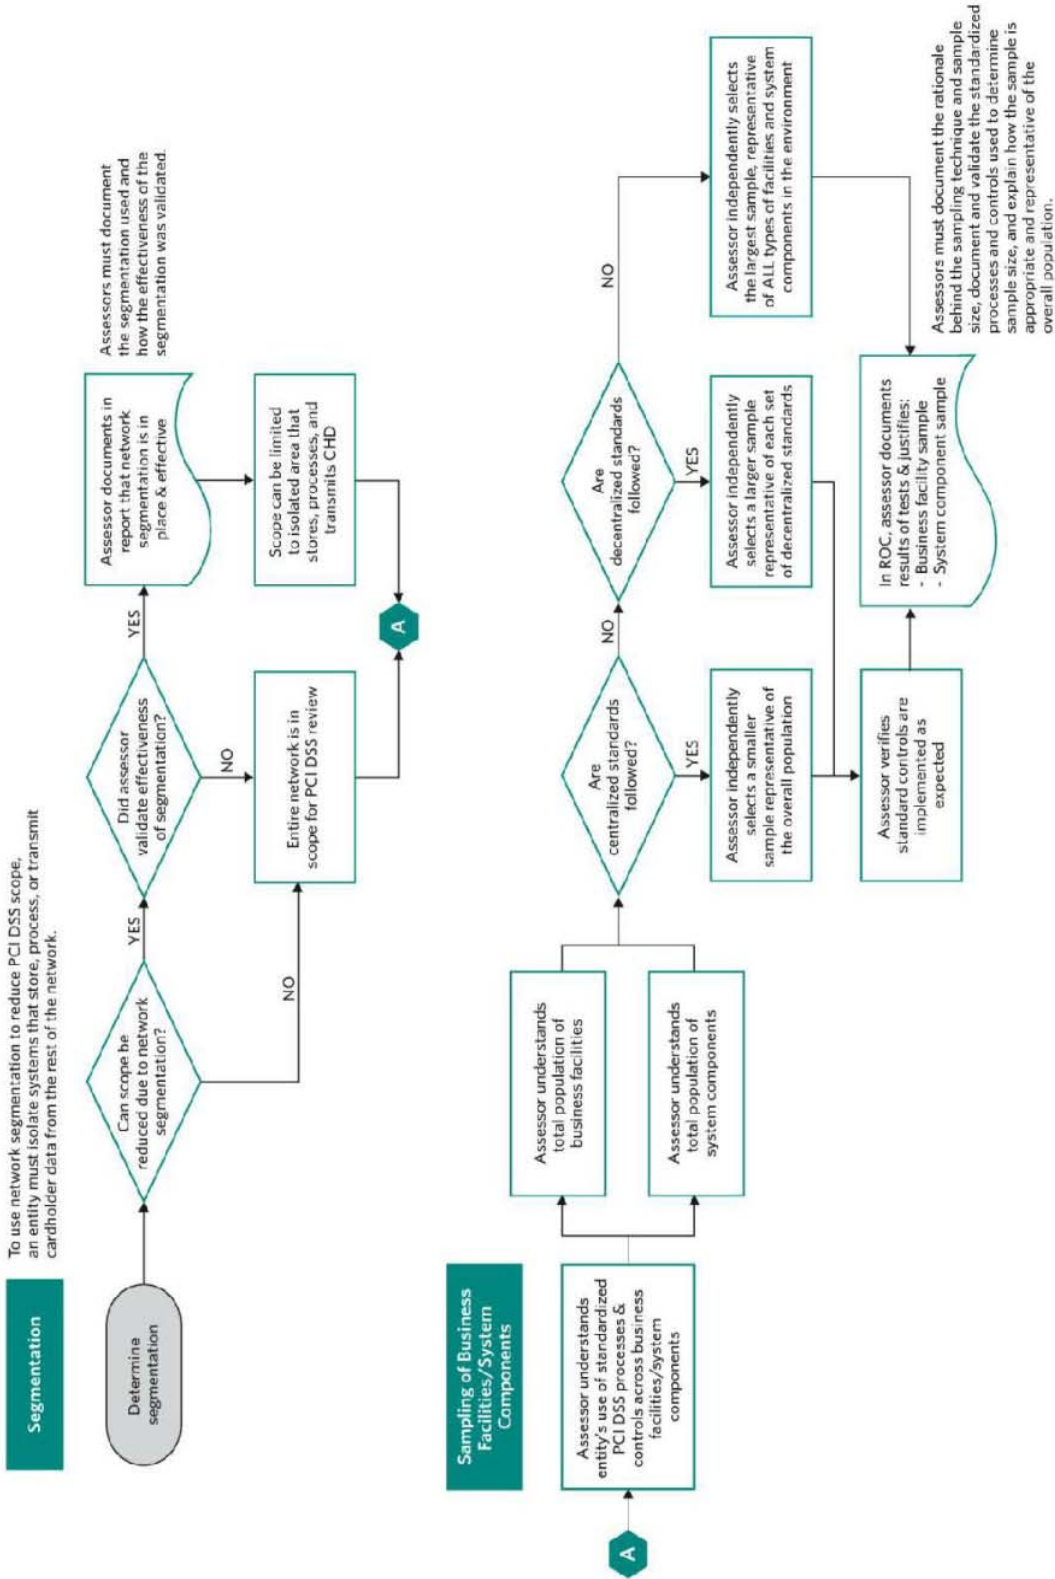 Segmentation
To use network segmentation to reduce PCI DSS scope,
an entity must isolate systems that store, process, or transmit
cardholder data from the rest of the network.
Determine
segmentation
Can scope be
reduced due to network
segmentation?
YES
NO
Did assessor
validate effectiveness
of segmentation?
YES
NO
Assessor documents in
report that network
segmentation is in
place & effective
Assessors must document
the segmentation used and
how the effectiveness of the
segmentation was validated.
Entire network is in
scope for PCI DSS review
Scope can be limited
to isolated area that
stores, processes, and
transmits CHD
A
Sampling of Business
Facilities/System
Components
A
Assessor understands
entity's use of standardized
PCI DSS processes &
controls across business
facilities/system
components
Assessor understands
total population of
business facilities
Assessor understands
total population of
system components
Are
centralized standards
followed?
NO
YES
Are
decentralized standards
followed?
NO
YES
Assessor independently
selects a smaller
sample representative of
the overall population
Assessor independently
selects a larger sample
representative of each set
of decentralized standards
Assessor independently selects
the largest sample, representative
of ALL types of facilities and system
components in the environment
Assessor verifies
standard controls are
implemented as
expected
In ROC, assessor documents
results of tests & justifies:
- Business facility sample
- System component sample
Assessors must document the rationale
behind the sampling technique and sample
size, document and validate the standardized
processes and controls used to determine
sample size, and explain how the sample is
appropriate and representative of the
overall population.